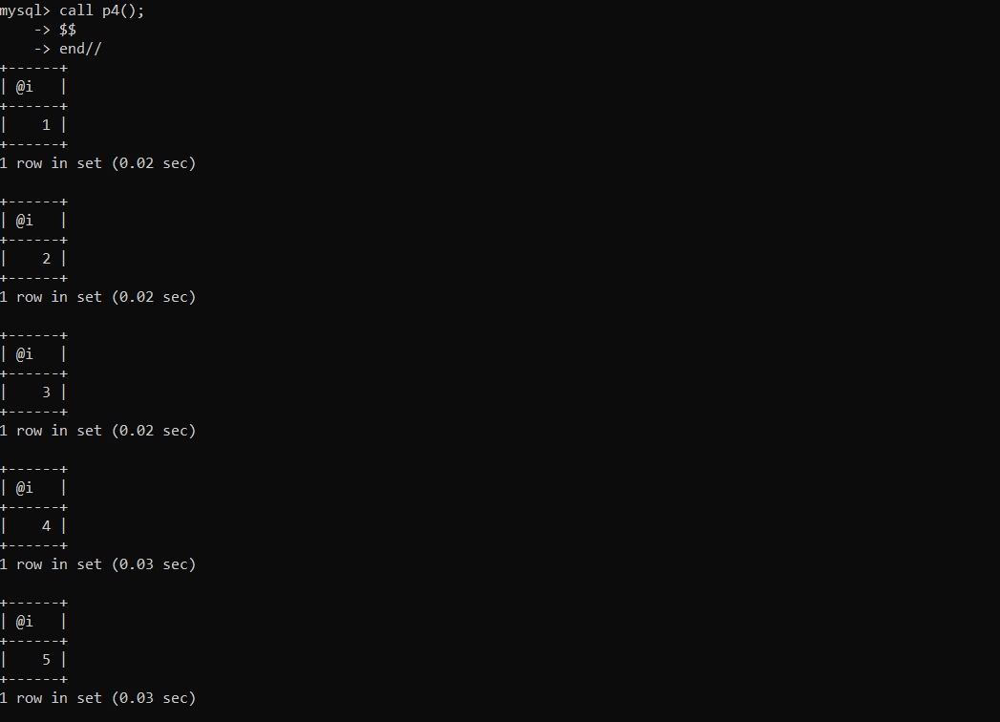 mysql> call p4();
    -> $$
    -> end//
+------+
| @i   |
+------+
|    1 |
+------+
1 row in set (0.02 sec)

+------+
| @i   |
+------+
|    2 |
+------+
1 row in set (0.02 sec)

+------+
| @i   |
+------+
|    3 |
+------+
1 row in set (0.02 sec)

+------+
| @i   |
+------+
|    4 |
+------+
1 row in set (0.03 sec)

+------+
| @i   |
+------+
|    5 |
+------+
1 row in set (0.03 sec)